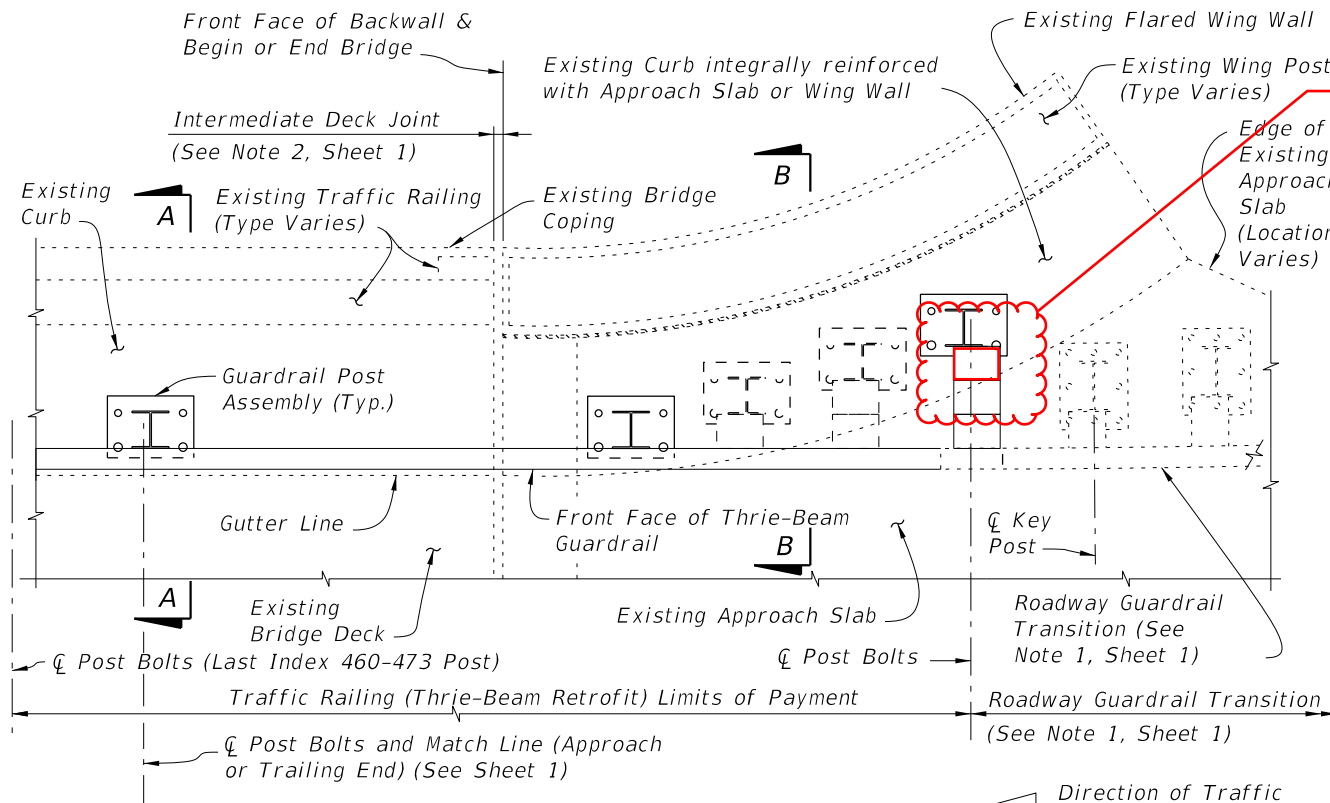 Front Face of Backwall &
Begin or End Bridge
Existing Flared Wing Wall
Existing Curb integrally reinforced
with Approach Slab or Wing Wall
Existing Wing Post
(Type Varies)
Intermediate Deck Joint
(See Note 2, Sheet 1)
Edge of
Existing
Approach
Slab
(Location
Varies)
B
A
Existing
Curb
Existing Traffic Railing
(Type Varies)
Existing Bridge
Coping
Guardrail Post
Assembly (Typ.)
Gutter Line
Front Face of Thrie-Beam
Guardrail
B
℄ Key
Post
A
Existing
Bridge Deck
Existing Approach Slab
Roadway Guardrail
Transition (See
Note 1, Sheet 1)
℄ Post Bolts (Last Index 460-473 Post)
℄ Post Bolts
Traffic Railing (Thrie-Beam Retrofit) Limits of Payment
Roadway Guardrail Transition
(See Note 1, Sheet 1)
℄ Post Bolts and Match Line (Approach
or Trailing End) (See Sheet 1)
Direction of Traffic